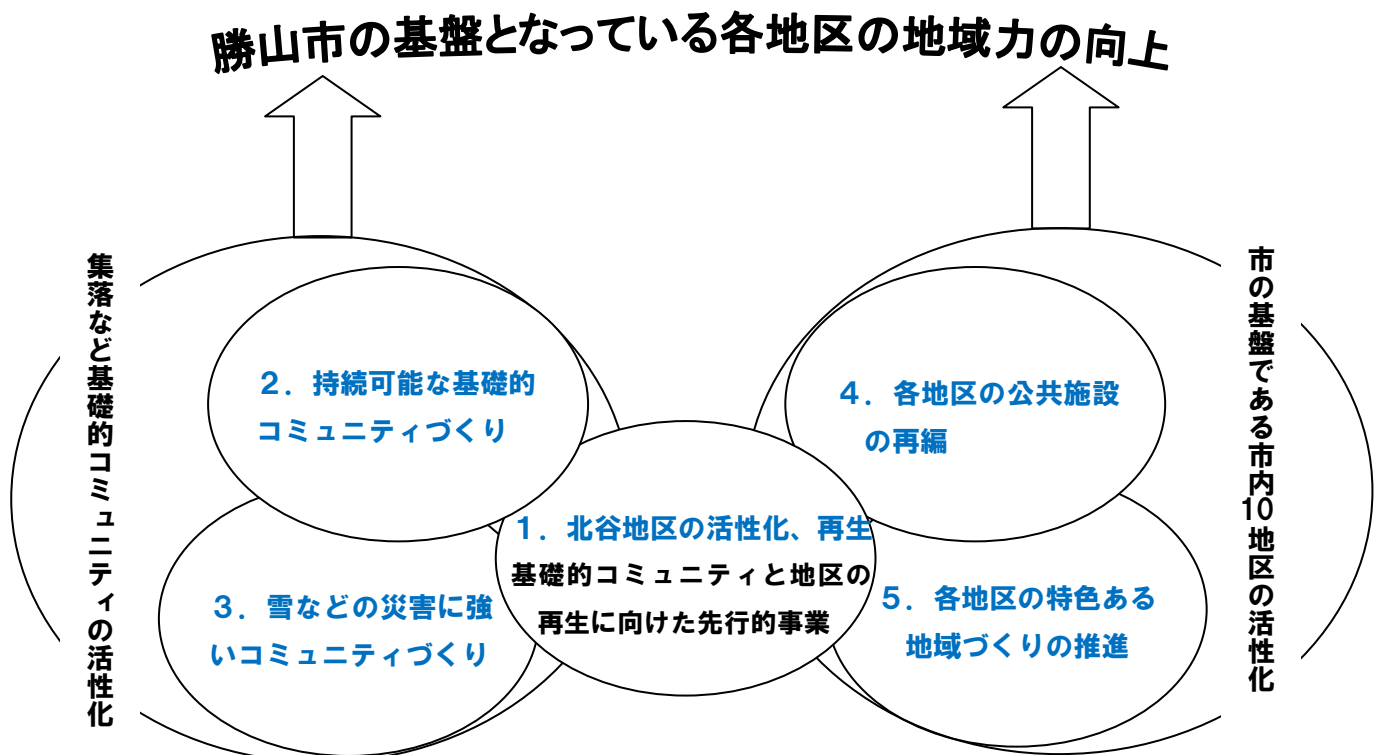 勝山市の基盤となっている各地区の地域力の向上
集落など基礎的コミュニティの活性化
2．持続可能な基礎的
コミュニティづくり
3．雪などの災害に強
いコミュニティづくり
1．北谷地区の活性化、再生
基礎的コミュニティと地区の
再生に向けた先行的事業
4．各地区の公共施設
の再編
5．各地区の特色ある
地域づくりの推進
市の基盤である市内10地区の活性化